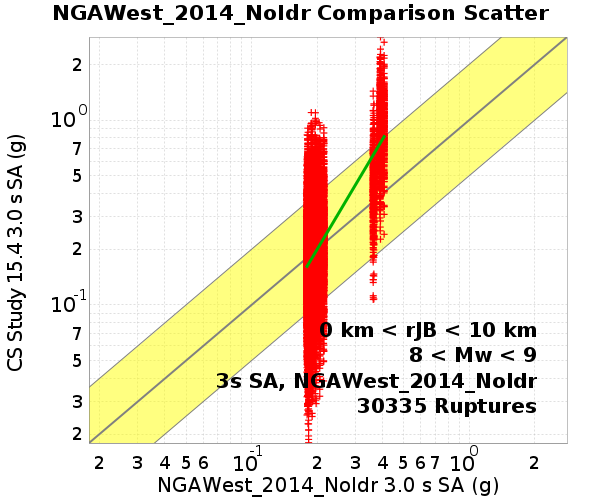 NGAWest_2014_NoIdr Comparison Scatter
CS Study 15.4 3.0 s SA (g)
2
10^0
7
5
3
2
10^-1
7
5
3
2
0 km < rJB < 10 km
8 < Mw < 9
3s SA, NGAWest_2014_NoIdr
30335 Ruptures
2 3 4 5 6 10^-1 2 3 4 5 6 7 10^0 2
NGAWest_2014_NoIdr 3.0 s SA (g)